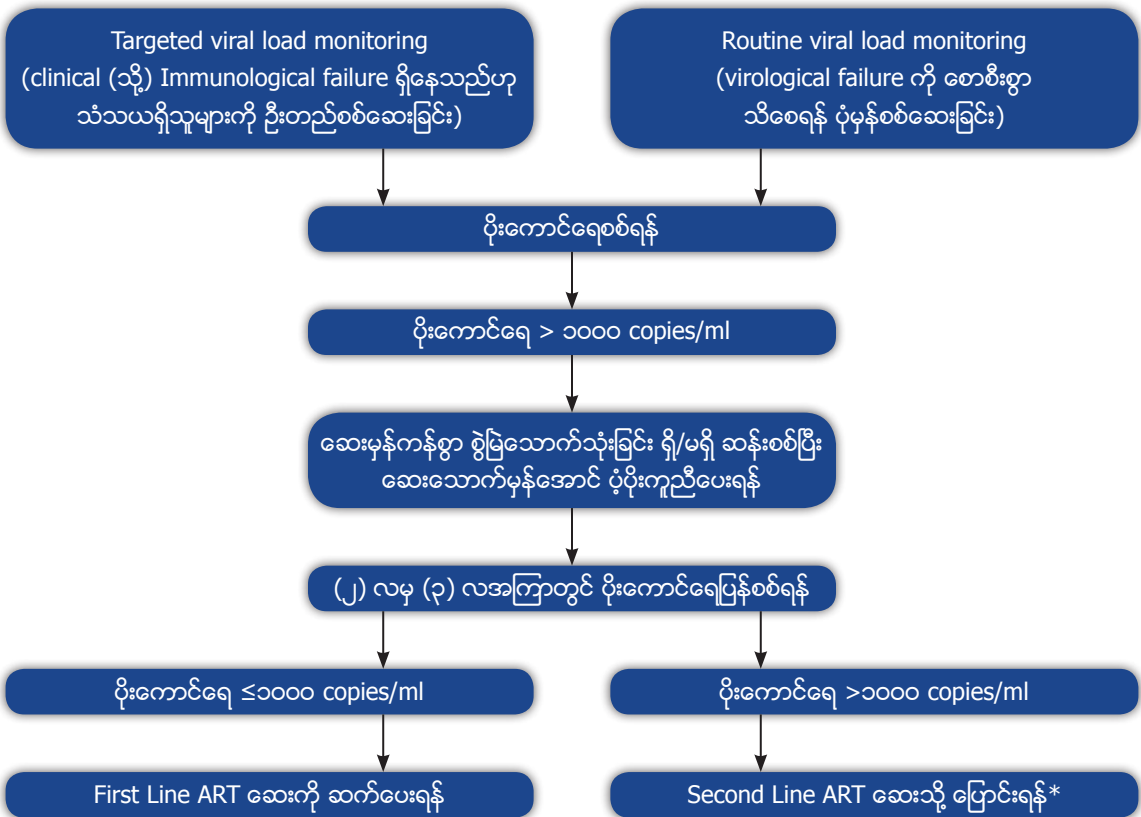 Targeted viral load monitoring
(clinical (သို့) Immunological failure ရှိနေသည်ဟု
သံသယရှိသူများကို ဦးတည်စစ်ဆေးခြင်း)
Routine viral load monitoring
(virological failure ကို စောစီးစွာ
သိစေရန် ပုံမှန်စစ်ဆေးခြင်း)
ပိုးကောင်ရေစစ်ရန်
ပိုးကောင်ရေ > ၁၀၀၀ copies/ml
ဆေးမှန်ကန်စွာ စွဲမြဲသောက်သုံးခြင်း ရှိ/မရှိ ဆန်းစစ်ပြီး
ဆေးသောက်မှန်အောင် ပံ့ပိုးကူညီပေးရန်
(၂) လမှ (၃) လအကြာတွင် ပိုးကောင်ရေပြန်စစ်ရန်
ပိုးကောင်ရေ ≤၁၀၀၀ copies/ml
ပိုးကောင်ရေ >၁၀၀၀ copies/ml
First Line ART ဆေးကို ဆက်ပေးရန်
Second Line ART ဆေးသို့ ပြောင်းရန်*